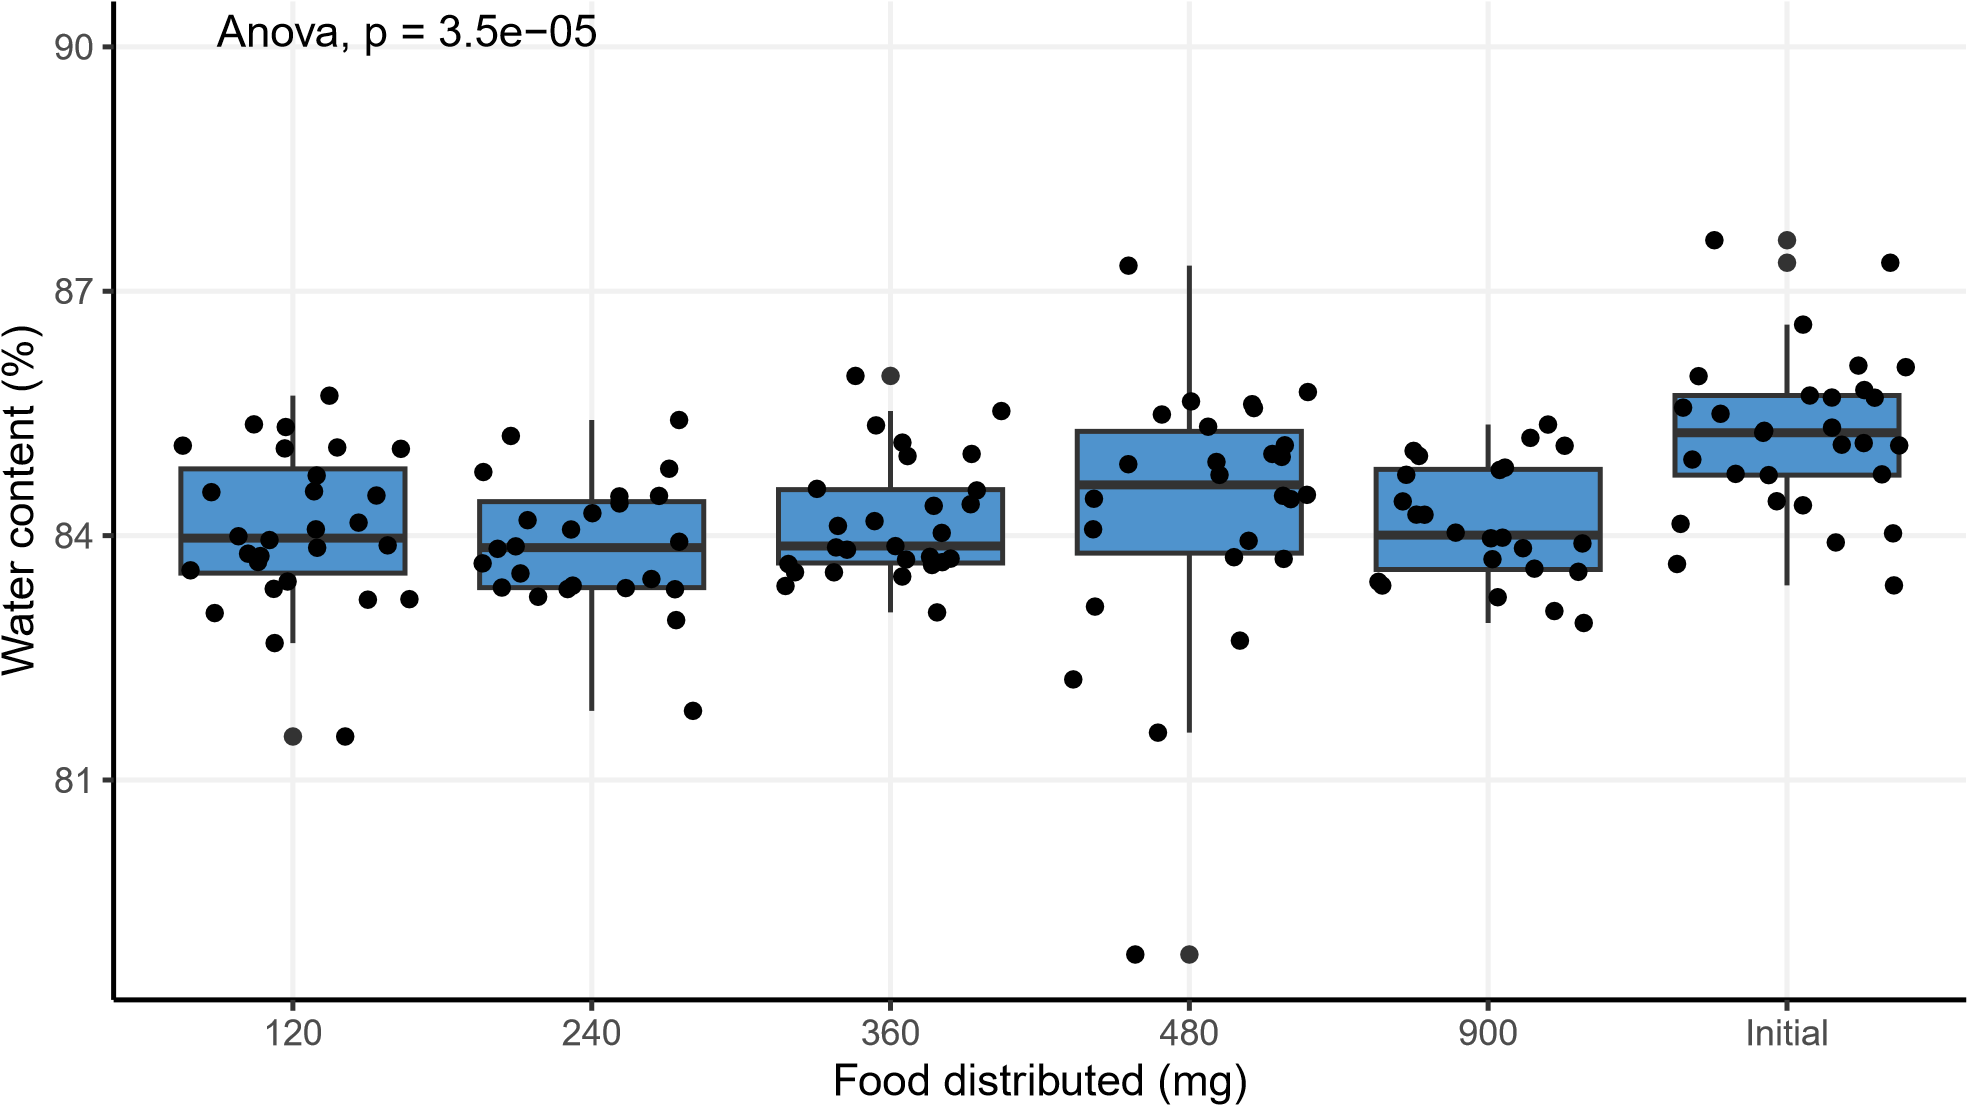 Anova, p = 3.5e−05
90
87
84
81
Water content (%)
120 240 360 480 900 Initial
Food distributed (mg)